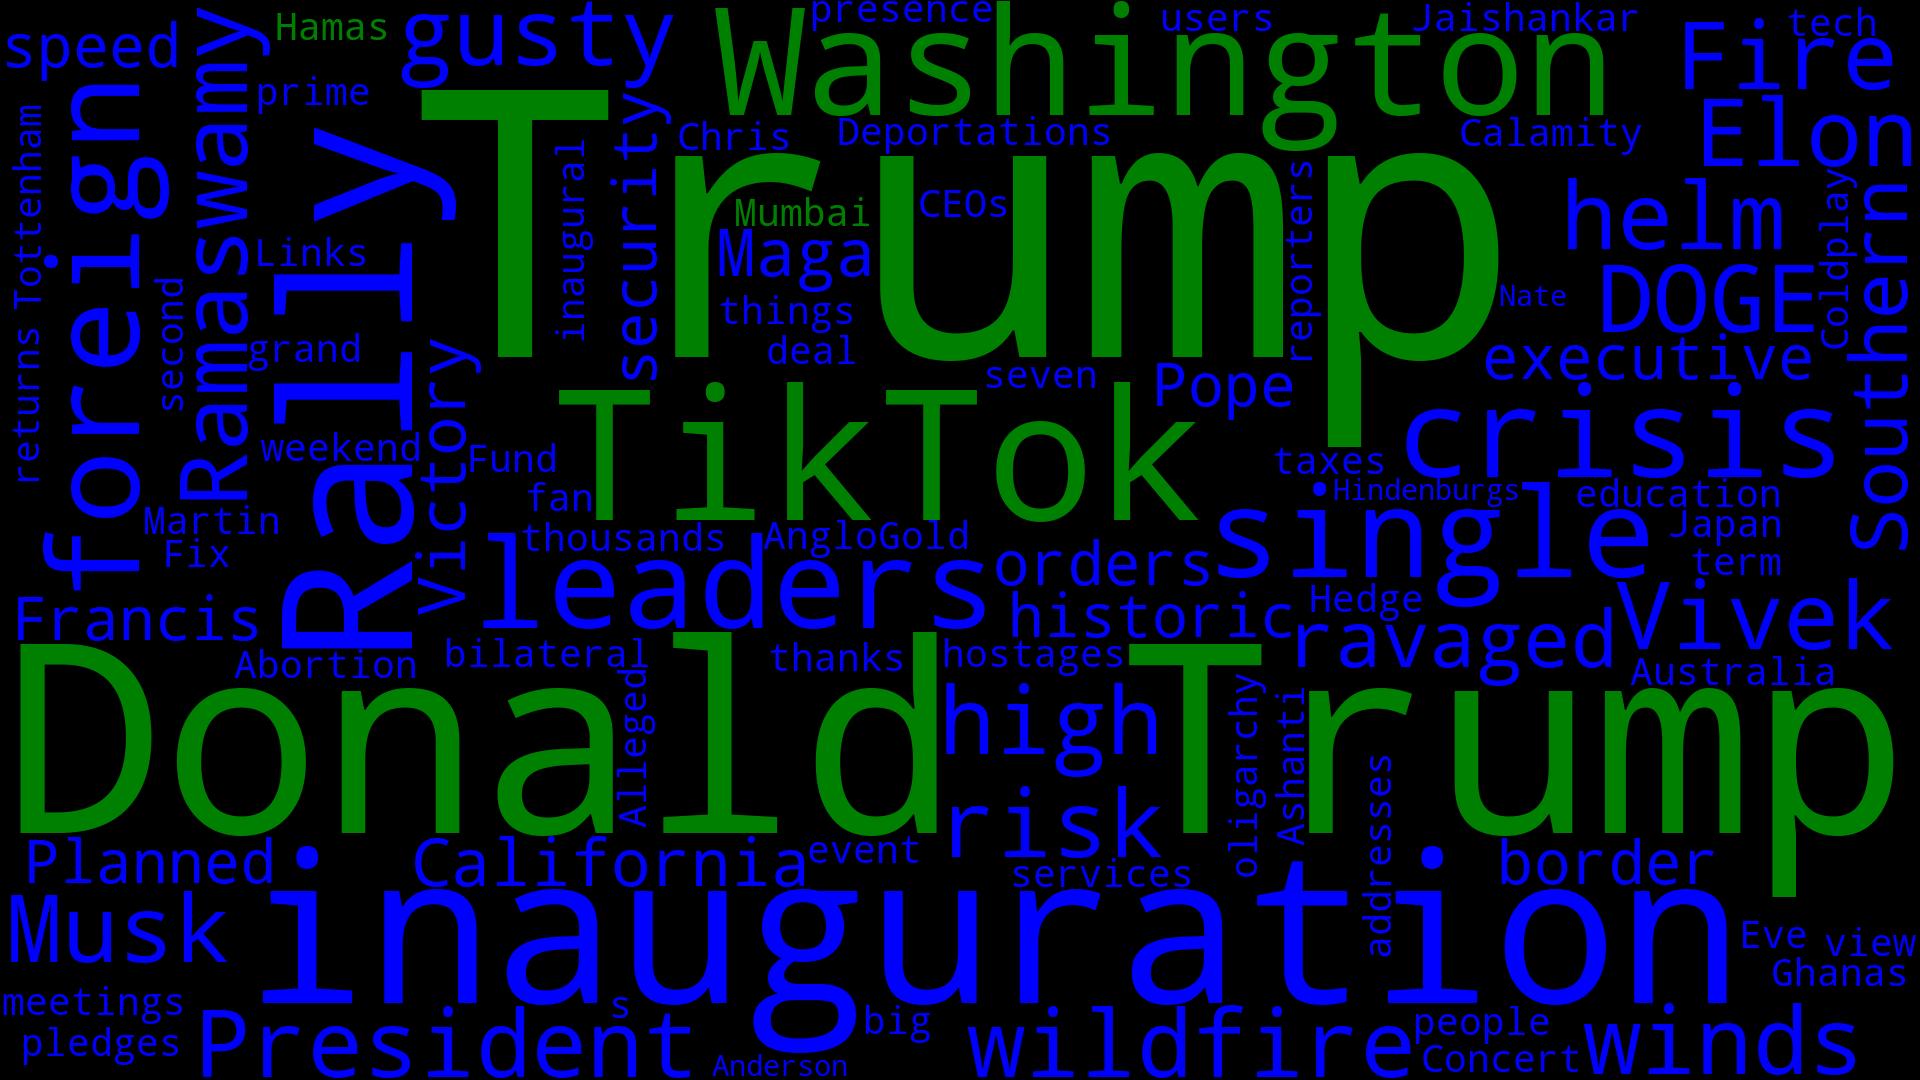 speed
Hamas
gusty
Washington
presence
users
Jaishankar
Fire
tech
foreign
Ramaswamy
prime
Trump
security
Chris
Deportations
Calamity
Elon
returns
Tottenham
Rally
inaugural
Mumbai
CEOs
reporters
helm
Coldplay
Southern
Links
Maga
second
things
Nate
DOGE
grand
Victory
deal
seven
Pope
executive
weekend
Fund
TikTok
taxes
crisis
fan
Hindenburgs
education
Martin
thousands
AngloGold
single
Japan
Fix
leaders
orders
term
Francis
historic
Hedge
Vivek
Abortion
bilateral
thanks
hostages
ravaged
Australia
Donald Trump
Alleged
high
oligarchy
Ashanti
risk
addresses
Planned
California
event
services
border
Musk
inauguration
Eve
view
Ghanas
meetings
s
pledges
President
big
Anderson
wildfire
people
Concert
winds